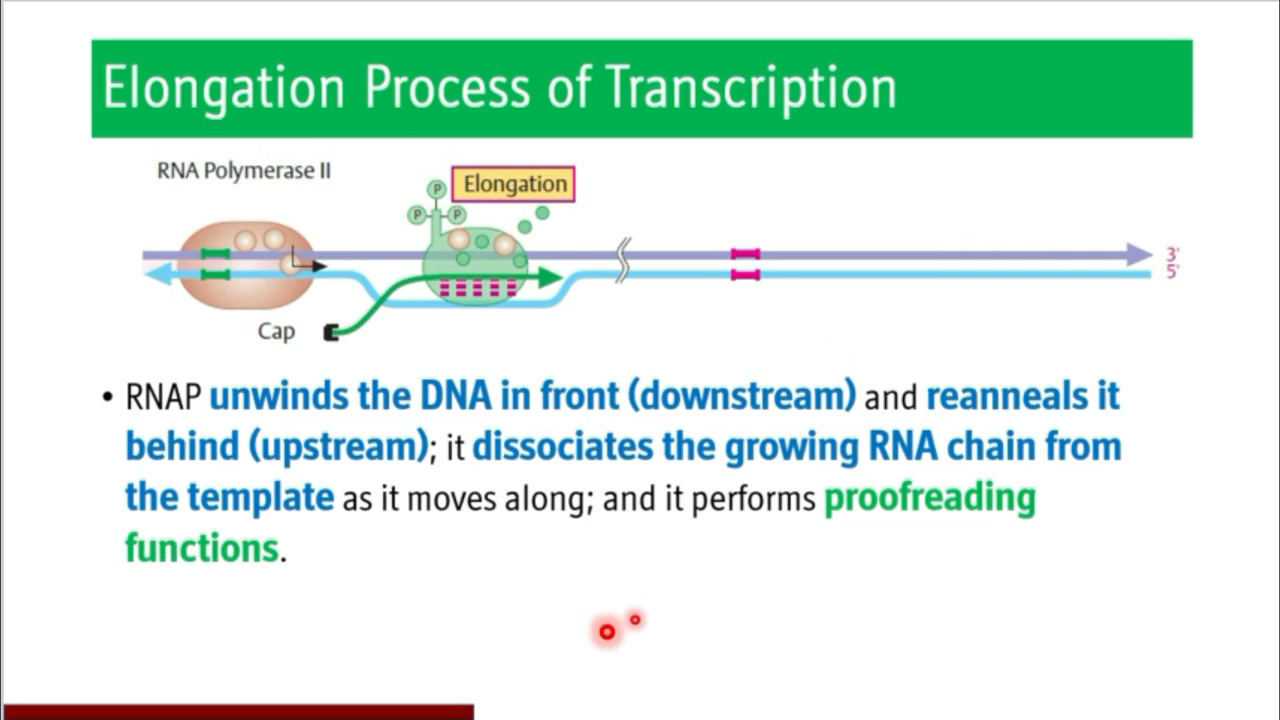 Elongation Process of Transcription
RNA Polymerase II
Elongation
P
P P
3'
5'
Cap
• RNAP unwinds the DNA in front (downstream) and reanneals it
behind (upstream); it dissociates the growing RNA chain from
the template as it moves along; and it performs proofreading
functions.